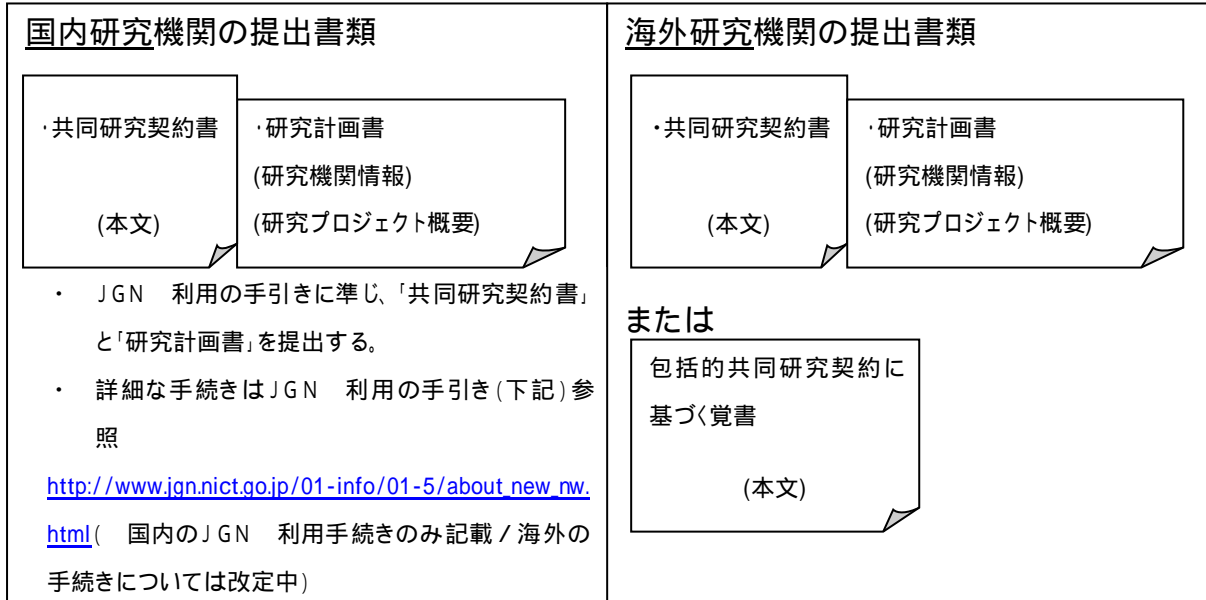 国内研究機関の提出書類
・共同研究契約書
(本文)
・研究計画書
(研究機関情報)
(研究プロジェクト概要)
・ JGN 利用の手引きに準じ、「共同研究契約書」
と「研究計画書」を提出する。
・ 詳細な手続きはJGN 利用の手引き(下記)参
照
http://www.jgn.nict.go.jp/01-info/01-5/about_new_nw.
html( 国内のJGN 利用手続きのみ記載/海外の
手続きについては改定中)
海外研究機関の提出書類
・共同研究契約書
(本文)
・研究計画書
(研究機関情報)
(研究プロジェクト概要)
または
包括的共同研究契約に
基づく覚書
(本文)